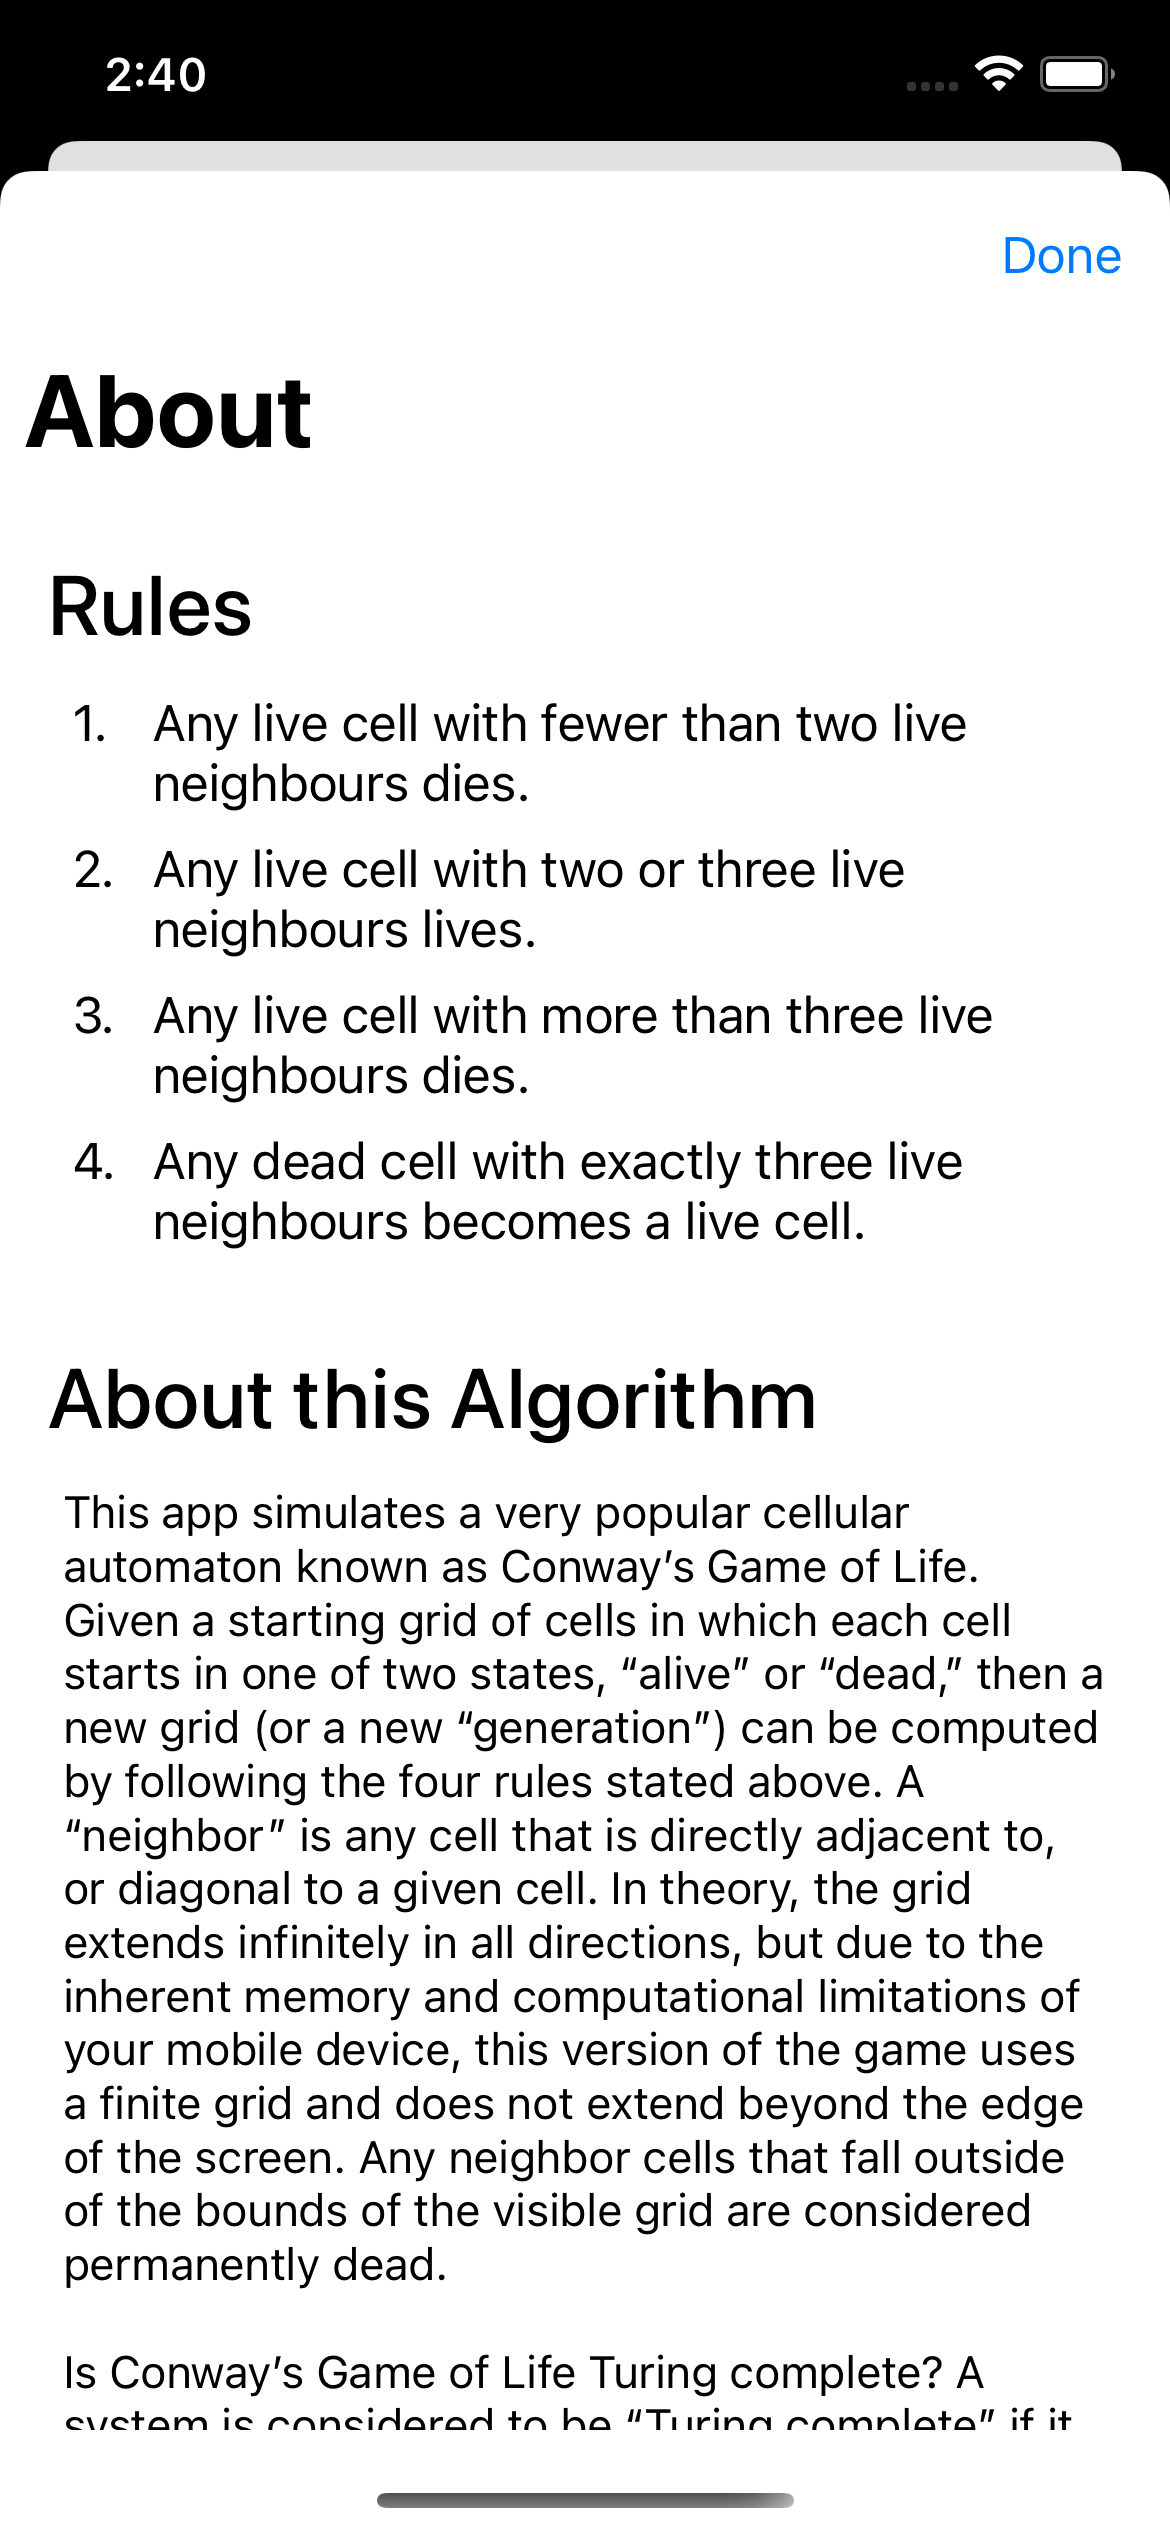 2:40
Done
About
Rules
1. Any live cell with fewer than two live
neighbours dies.
2. Any live cell with two or three live
neighbours lives.
3. Any live cell with more than three live
neighbours dies.
4. Any dead cell with exactly three live
neighbours becomes a live cell.
About this Algorithm
This app simulates a very popular cellular
automaton known as Conway’s Game of Life.
Given a starting grid of cells in which each cell
starts in one of two states, “alive” or “dead,” then a
new grid (or a new “generation”) can be computed
by following the four rules stated above. A
“neighbor” is any cell that is directly adjacent to,
or diagonal to a given cell. In theory, the grid
extends infinitely in all directions, but due to the
inherent memory and computational limitations of
your mobile device, this version of the game uses
a finite grid and does not extend beyond the edge
of the screen. Any neighbor cells that fall outside
of the bounds of the visible grid are considered
permanently dead.
Is Conway’s Game of Life Turing complete? A
system is considered to be “Turing complete” if it